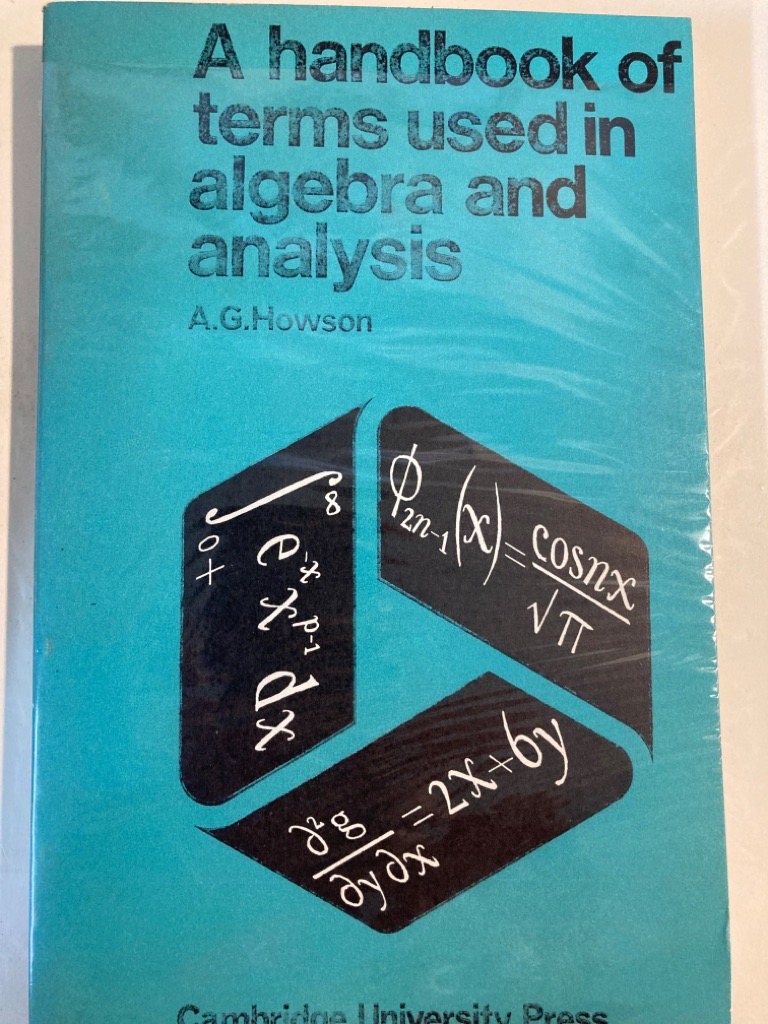 A handbook of
terms used in
algebra and
analysis
A.G.Howson
∫₀₊^∞ e^-x x^p-1 dx
ϕ₂ₙ₋₁(x) = cosnx/√π
∂²g/∂y∂x = 2x+6y
Cambridge University Press